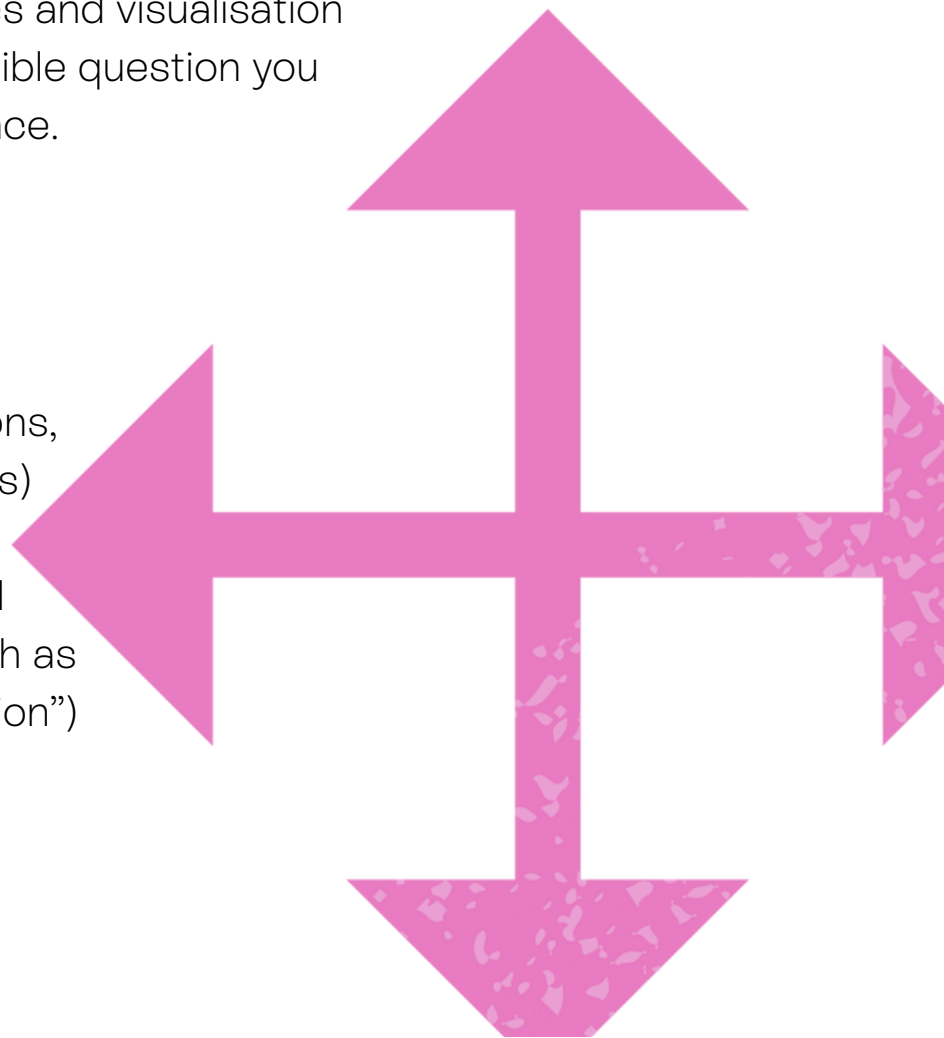 s and visualisation
ible question you
ce.
ons,
s)
h as
ion”)